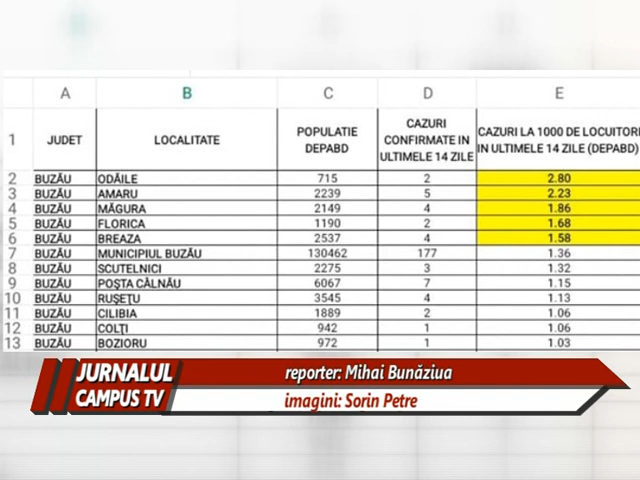 A B C D E
1 JUDET LOCALITATE POPULATIE DEPABD CAZURI CONFIRMATE IN ULTIMELE 14 ZILE CAZURI LA 1000 DE LOCUITORI IN ULTIMELE 14 ZILE (DEPABD)
2 BUZĂU ODĂILE 715 2 2.80
3 BUZĂU AMARU 2239 5 2.23
4 BUZĂU MĂGURA 2149 4 1.86
5 BUZĂU FLORICA 1190 2 1.68
6 BUZĂU BREAZA 2537 4 1.58
7 BUZĂU MUNICIPIUL BUZĂU 130462 177 1.36
8 BUZĂU SCUTELNICI 2275 3 1.32
9 BUZĂU POŞTA CÂLNĂU 6067 7 1.15
10 BUZĂU RUŞEŢU 3545 4 1.13
11 BUZĂU CILIBIA 1889 2 1.06
12 BUZĂU COLŢI 942 1 1.06
13 BUZĂU BOZIORU 972 1 1.03
JURNALUL
CAMPUS TV
reporter: Mihai Bunăziua
imagini: Sorin Petre